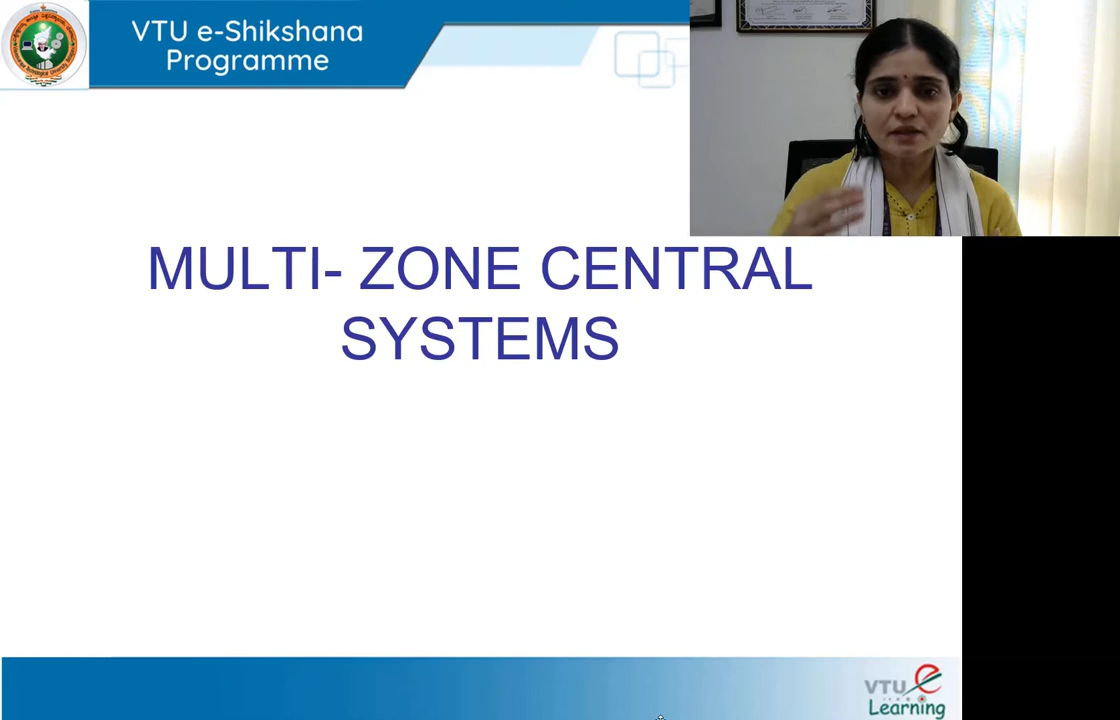 VTU e-Shikshana
Programme
MULTI- ZONE CENTRAL
SYSTEMS
VTU e
Learning